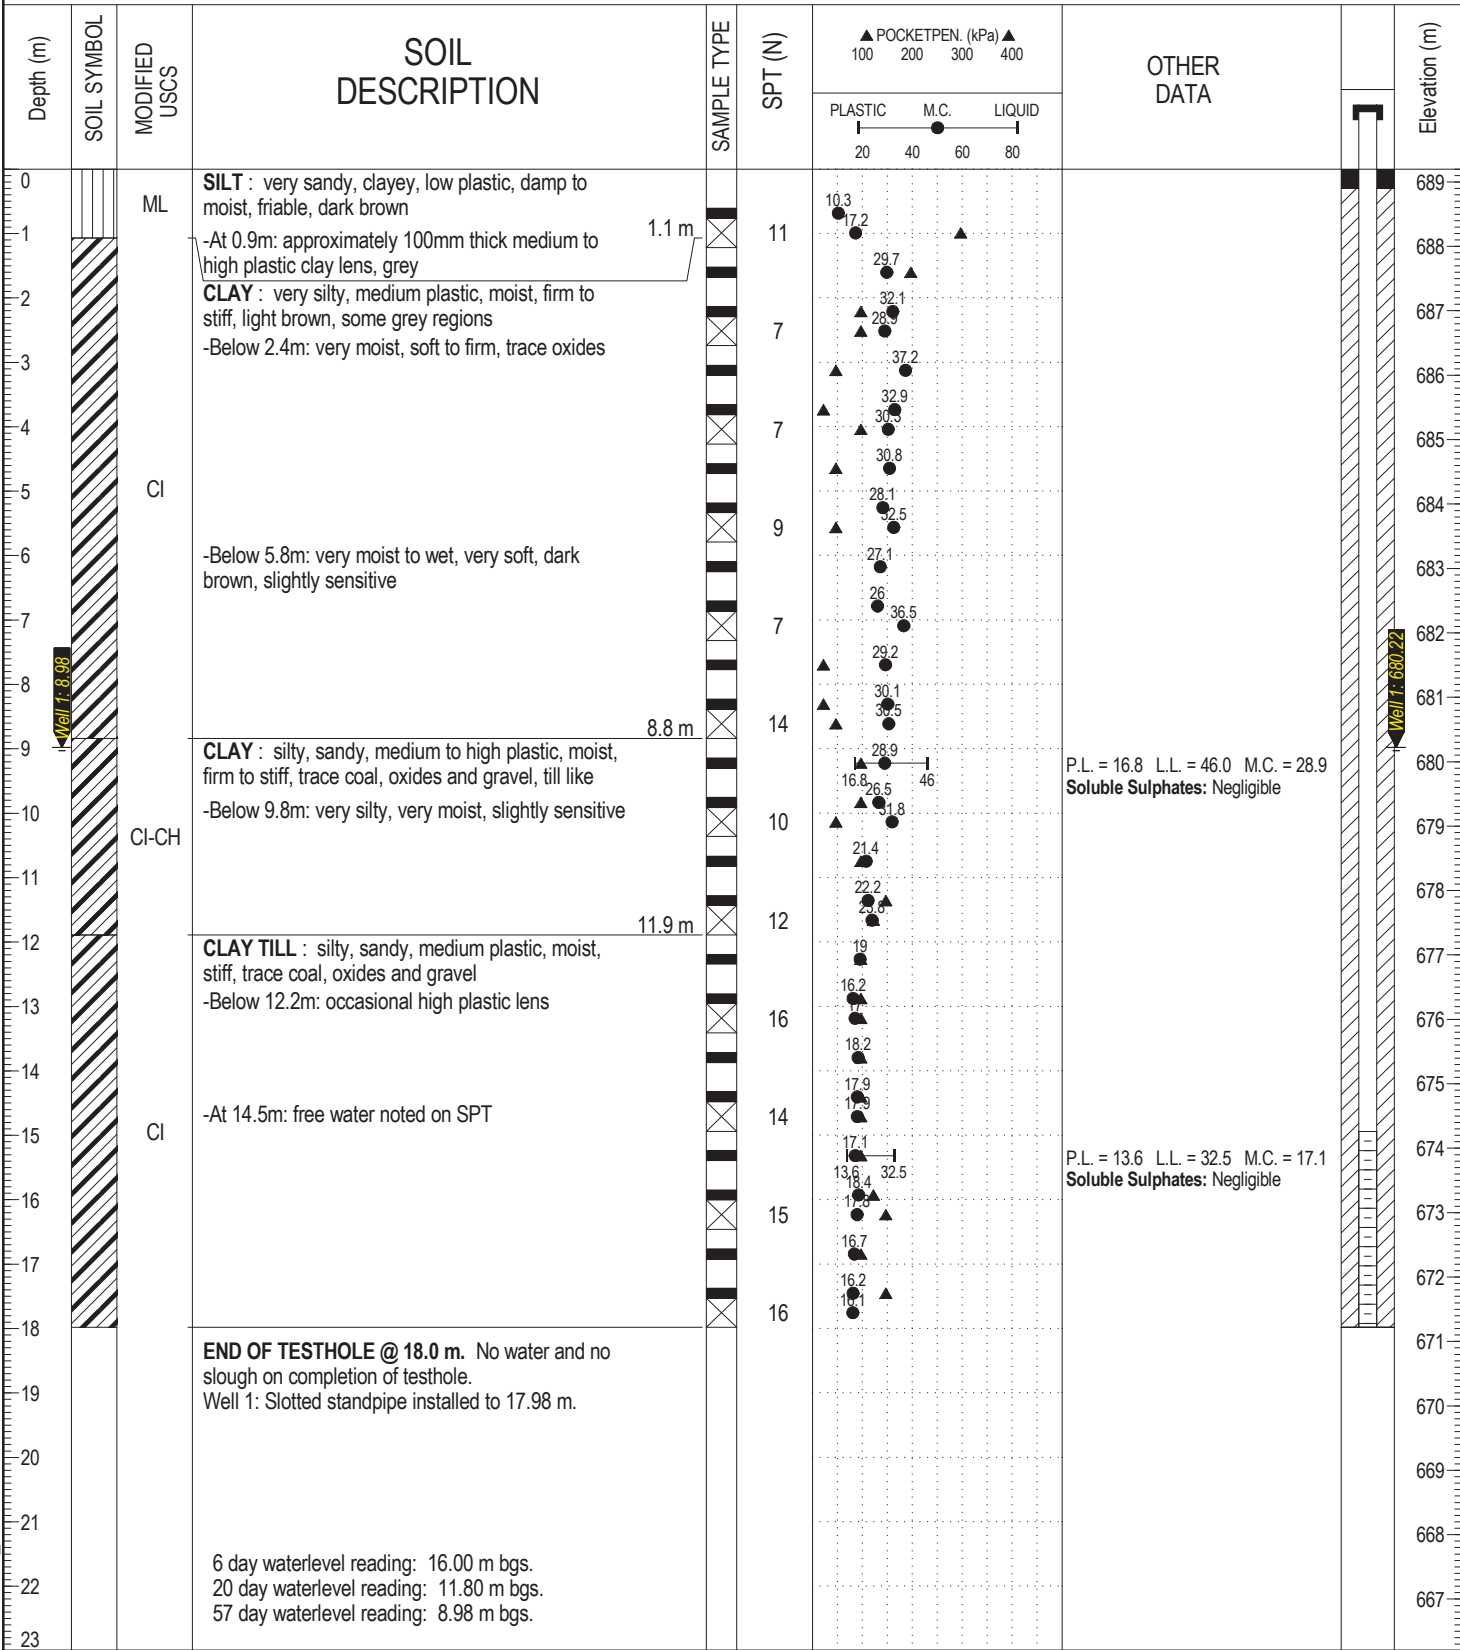 Depth (m)
SOIL SYMBOL
MODIFIED
USCS
SOIL
DESCRIPTION
SAMPLE TYPE
SPT (N)
▲ POCKETPEN. (kPa) ▲
100 200 300 400
PLASTIC M.C. LIQUID
20 40 60 80
OTHER
DATA
Elevation (m)
0
1
2
3
4
5
6
7
8
9
10
11
12
13
14
15
16
17
18
19
20
21
22
23
Well 1: 8.98
ML
CI
CI-CH
CI
SILT : very sandy, clayey, low plastic, damp to
moist, friable, dark brown
1.1 m
-At 0.9m: approximately 100mm thick medium to
high plastic clay lens, grey
CLAY : very silty, medium plastic, moist, firm to
stiff, light brown, some grey regions
-Below 2.4m: very moist, soft to firm, trace oxides
-Below 5.8m: very moist to wet, very soft, dark
brown, slightly sensitive
8.8 m
CLAY : silty, sandy, medium to high plastic, moist,
firm to stiff, trace coal, oxides and gravel, till like
-Below 9.8m: very silty, very moist, slightly sensitive
11.9 m
CLAY TILL : silty, sandy, medium plastic, moist,
stiff, trace coal, oxides and gravel
-Below 12.2m: occasional high plastic lens
-At 14.5m: free water noted on SPT
END OF TESTHOLE @ 18.0 m. No water and no
slough on completion of testhole.
Well 1: Slotted standpipe installed to 17.98 m.
6 day waterlevel reading: 16.00 m bgs.
20 day waterlevel reading: 11.80 m bgs.
57 day waterlevel reading: 8.98 m bgs.
11
7
7
9
7
14
10
12
16
14
15
16
10.3
17.2
29.7
32.1
28.9
37.2
32.9
30.3
30.8
28.1
32.5
27.1
26
36.5
29.2
30.1
30.5
28.9
16.8 46
26.5
31.8
21.4
22.2
23.8
19
16.2
17
18.2
17.9
17.9
17.1
13.6 32.5
18.4
17.8
16.7
16.2
16.1
P.L. = 16.8 L.L. = 46.0 M.C. = 28.9
Soluble Sulphates: Negligible
P.L. = 13.6 L.L. = 32.5 M.C. = 17.1
Soluble Sulphates: Negligible
Well 1: 680.22
689
688
687
686
685
684
683
682
681
680
679
678
677
676
675
674
673
672
671
670
669
668
667